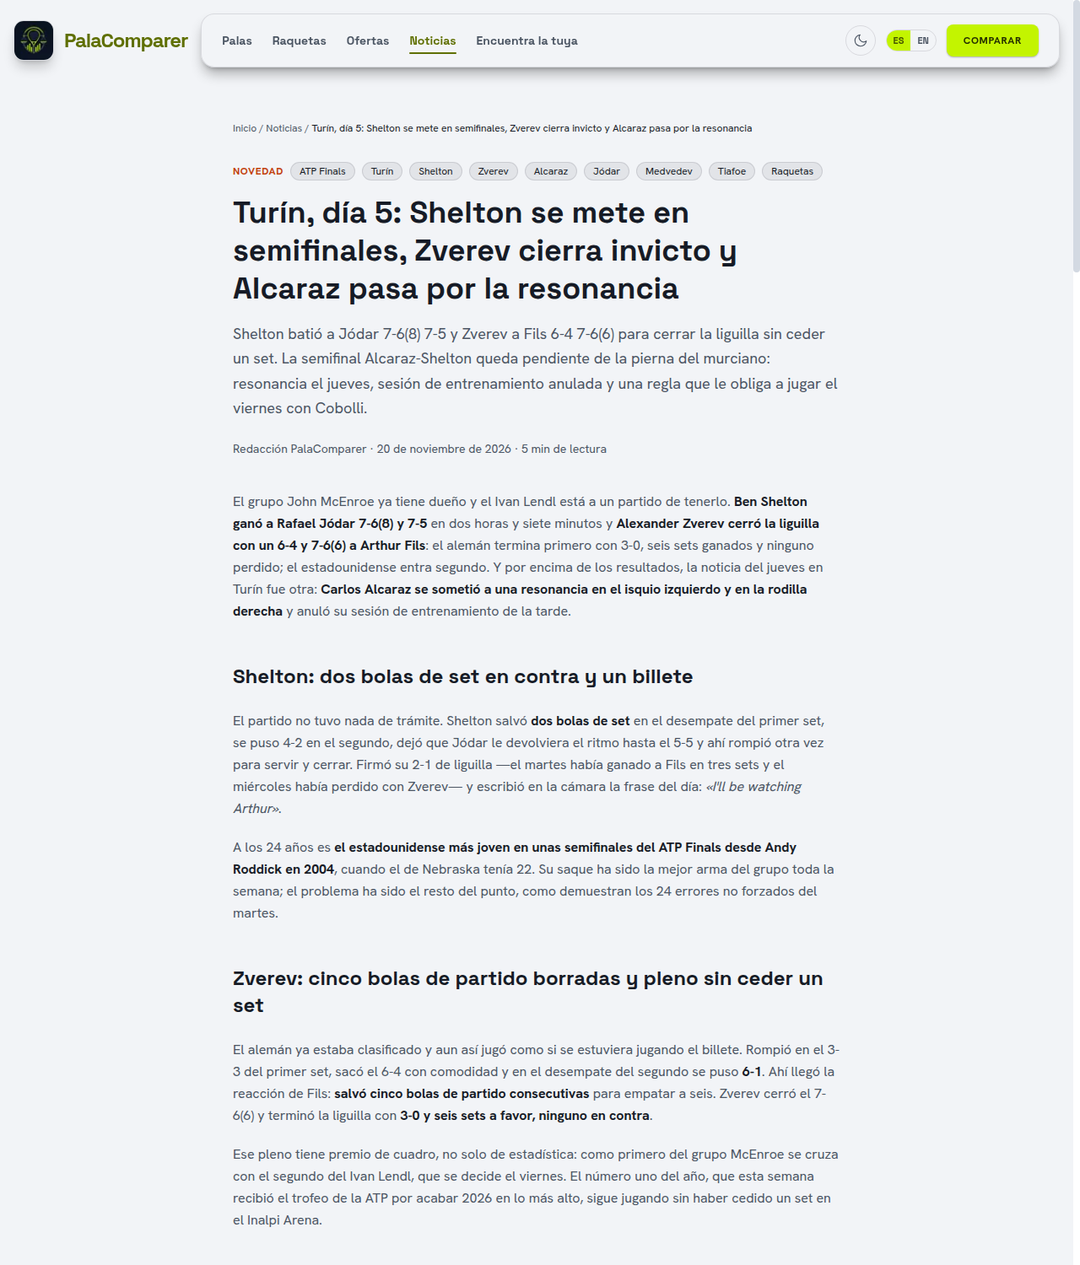 PalaComparer
Palas
Raquetas
Ofertas
Noticias
Encuentra la tuya
ES
EN
COMPARAR
Inicio / Noticias / Turín, día 5: Shelton se mete en semifinales, Zverev cierra invicto y Alcaraz pasa por la resonancia
NOVEDAD
ATP Finals
Turín
Shelton
Zverev
Alcaraz
Jódar
Medvedev
Tiafoe
Raquetas
Turín, día 5: Shelton se mete en
semifinales, Zverev cierra invicto y
Alcaraz pasa por la resonancia
Shelton batió a Jódar 7-6(8) 7-5 y Zverev a Fils 6-4 7-6(6) para cerrar la liguilla sin ceder
un set. La semifinal Alcaraz-Shelton queda pendiente de la pierna del murciano:
resonancia el jueves, sesión de entrenamiento anulada y una regla que le obliga a jugar el
viernes con Cobolli.
Redacción PalaComparer · 20 de noviembre de 2026 · 5 min de lectura
El grupo John McEnroe ya tiene dueño y el Ivan Lendl está a un partido de tenerlo. Ben Shelton
ganó a Rafael Jódar 7-6(8) y 7-5 en dos horas y siete minutos y Alexander Zverev cerró la liguilla
con un 6-4 y 7-6(6) a Arthur Fils: el alemán termina primero con 3-0, seis sets ganados y ninguno
perdido; el estadounidense entra segundo. Y por encima de los resultados, la noticia del jueves en
Turín fue otra: Carlos Alcaraz se sometió a una resonancia en el isquio izquierdo y en la rodilla
derecha y anuló su sesión de entrenamiento de la tarde.
Shelton: dos bolas de set en contra y un billete
El partido no tuvo nada de trámite. Shelton salvó dos bolas de set en el desempate del primer set,
se puso 4-2 en el segundo, dejó que Jódar le devolviera el ritmo hasta el 5-5 y ahí rompió otra vez
para servir y cerrar. Firmó su 2-1 de liguilla —el martes había ganado a Fils en tres sets y el
miércoles había perdido con Zverev— y escribió en la cámara la frase del día: «I'll be watching
Arthur».
A los 24 años es el estadounidense más joven en unas semifinales del ATP Finals desde Andy
Roddick en 2004, cuando el de Nebraska tenía 22. Su saque ha sido la mejor arma del grupo toda la
semana; el problema ha sido el resto del punto, como demuestran los 24 errores no forzados del
martes.
Zverev: cinco bolas de partido borradas y pleno sin ceder un
set
El alemán ya estaba clasificado y aun así jugó como si se estuviera jugando el billete. Rompió en el 3-
3 del primer set, sacó el 6-4 con comodidad y en el desempate del segundo se puso 6-1. Ahí llegó la
reacción de Fils: salvó cinco bolas de partido consecutivas para empatar a seis. Zverev cerró el 7-
6(6) y terminó la liguilla con 3-0 y seis sets a favor, ninguno en contra.
Ese pleno tiene premio de cuadro, no solo de estadística: como primero del grupo McEnroe se cruza
con el segundo del Ivan Lendl, que se decide el viernes. El número uno del año, que esta semana
recibió el trofeo de la ATP por acabar 2026 en lo más alto, sigue jugando sin haber cedido un set en
el Inalpi Arena.